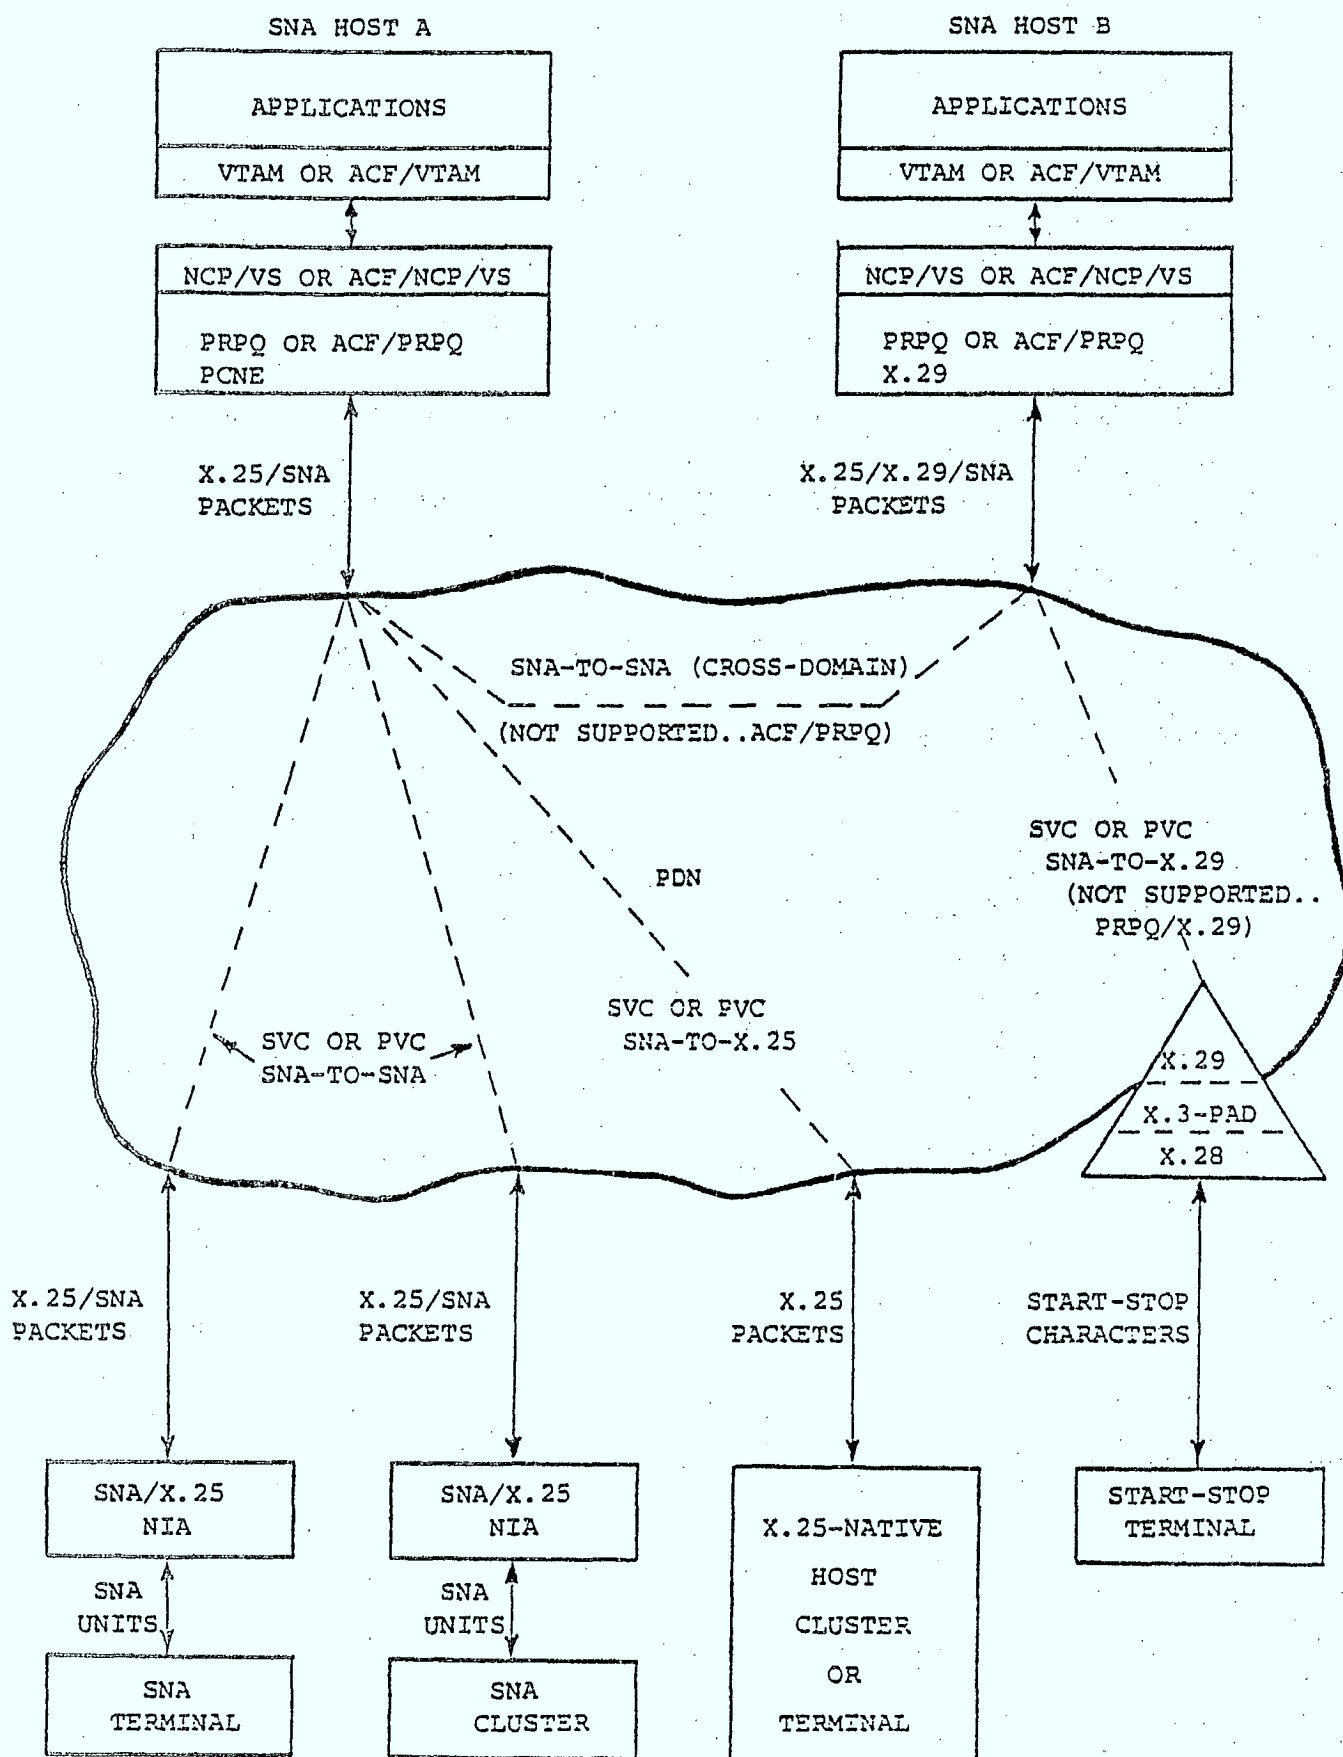 SNA HOST A
APPLICATIONS
VTAM OR ACF/VTAM
NCP/VS OR ACF/NCP/VS
PRPQ OR ACF/PRPQ
PCNE
X.25/SNA
PACKETS
SNA HOST B
APPLICATIONS
VTAM OR ACF/VTAM
NCP/VS OR ACF/NCP/VS
PRPQ OR ACF/PRPQ
X.29
X.25/X.29/SNA
PACKETS
SNA-TO-SNA (CROSS-DOMAIN)
(NOT SUPPORTED..ACF/PRPQ)
PDN
SVC OR PVC
SNA-TO-X.29
(NOT SUPPORTED..
PRPQ/X.29)
SVC OR PVC
SNA-TO-SNA
SVC OR PVC
SNA-TO-X.25
X.29
X.3-PAD
X.28
X.25/SNA
PACKETS
X.25/SNA
PACKETS
X.25
PACKETS
START-STOP
CHARACTERS
SNA/X.25
NIA
SNA
UNITS
SNA
TERMINAL
SNA/X.25
NIA
SNA
UNITS
SNA
CLUSTER
X.25-NATIVE
HOST
CLUSTER
OR
TERMINAL
START-STOP
TERMINAL